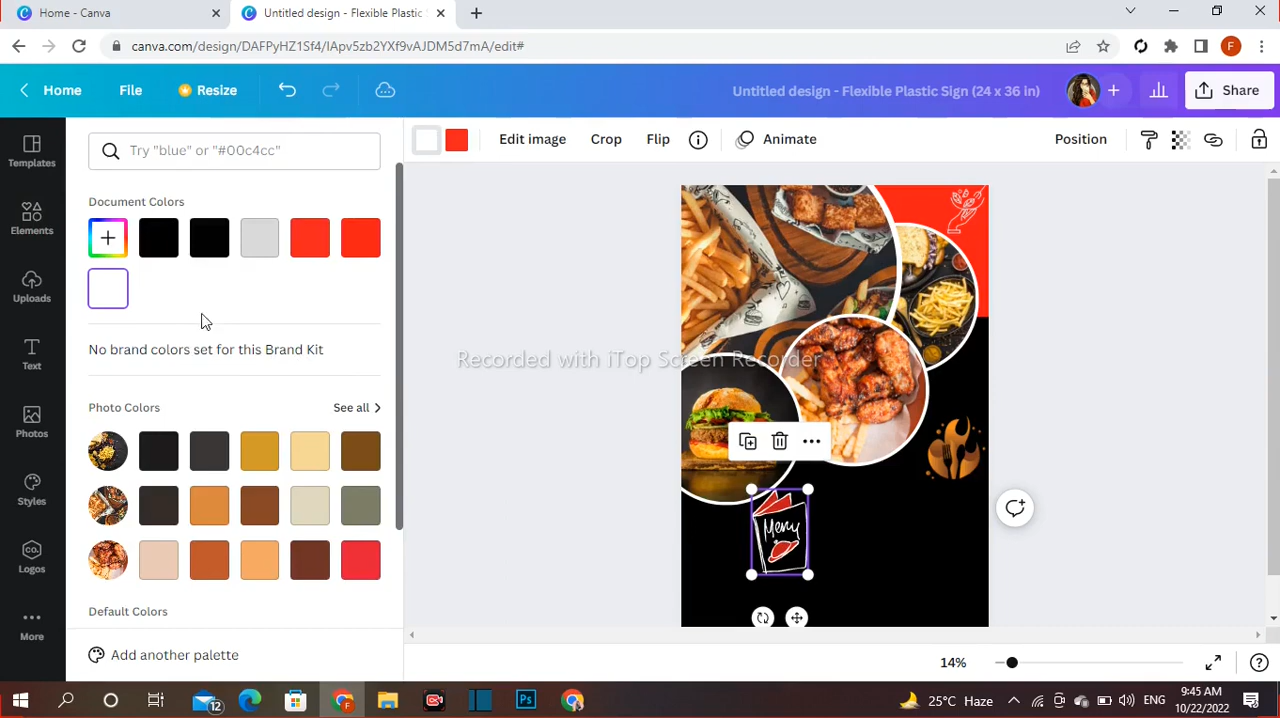 Home - Canva
Untitled design - Flexible Plastic S
canva.com/design/DAFPyHZ1Sf4/IApv5zb2YXf9vAJDM5d7mA/edit#
F
Home
File
Resize
Untitled design - Flexible Plastic Sign (24 x 36 in)
Share
Templates
Elements
Uploads
Text
Photos
Styles
CO.
Logos
More
Try "blue" or "#00c4cc"
Document Colors
No brand colors set for this Brand Kit
Photo Colors
See all
Default Colors
Add another palette
Edit image
Crop
Flip
Animate
Position
Recorded with iTop Screen Recorder
Menu
14%
12
Ps
25°C Haze
ENG
9:45 AM
10/22/2022